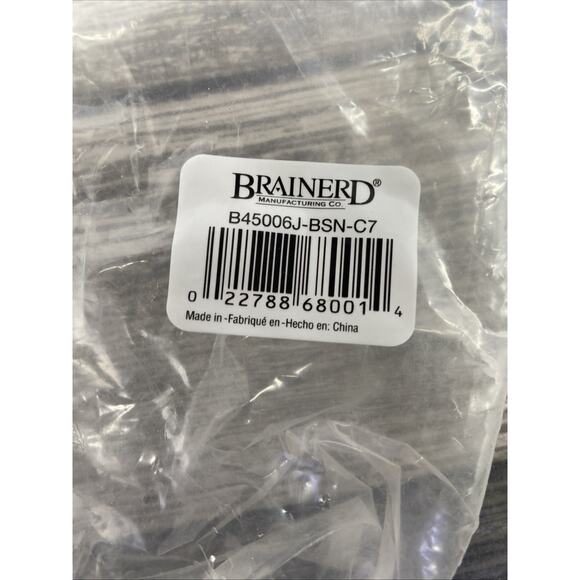 BRAINERD®
MANUFACTURING CO.
B45006J-BSN-C7
0 22788 68001 4
Made in -Fabriqué en -Hecho en: China